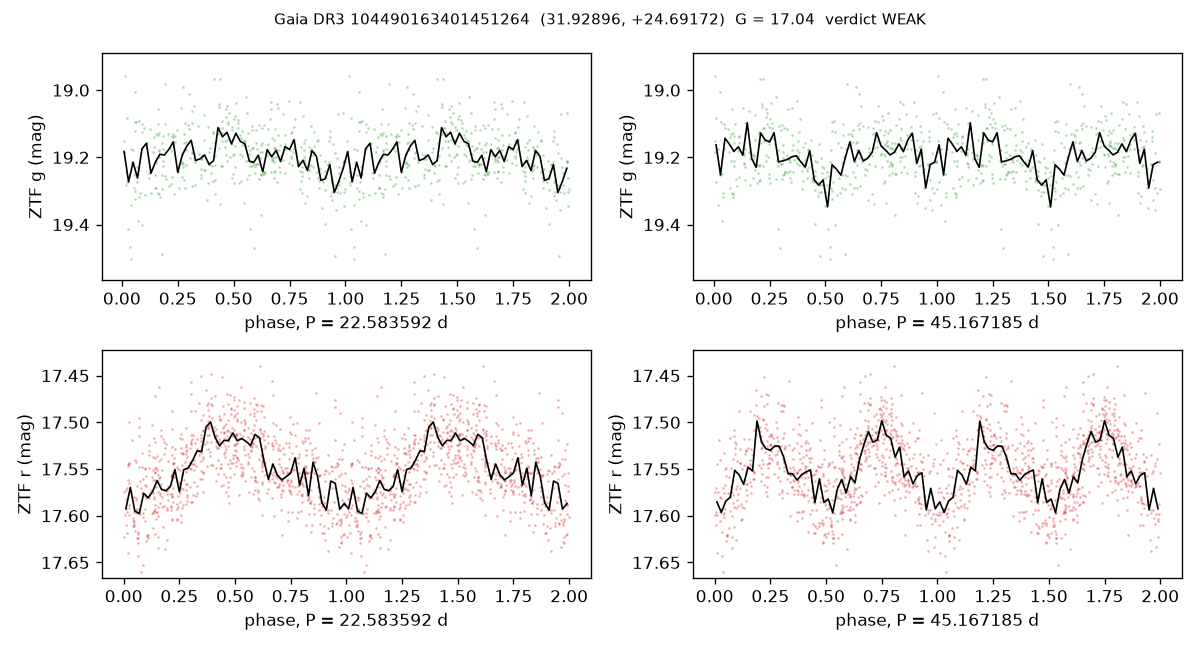 Gaia DR3 104490163401451264  (31.92896, +24.69172)  G = 17.04  verdict WEAK
ZTF g (mag)
19.0
19.2
19.4
0.00 0.25 0.50 0.75 1.00 1.25 1.50 1.75 2.00
phase, P = 22.583592 d
ZTF g (mag)
19.0
19.2
19.4
0.00 0.25 0.50 0.75 1.00 1.25 1.50 1.75 2.00
phase, P = 45.167185 d
ZTF r (mag)
17.45
17.50
17.55
17.60
17.65
0.00 0.25 0.50 0.75 1.00 1.25 1.50 1.75 2.00
phase, P = 22.583592 d
ZTF r (mag)
17.45
17.50
17.55
17.60
17.65
0.00 0.25 0.50 0.75 1.00 1.25 1.50 1.75 2.00
phase, P = 45.167185 d